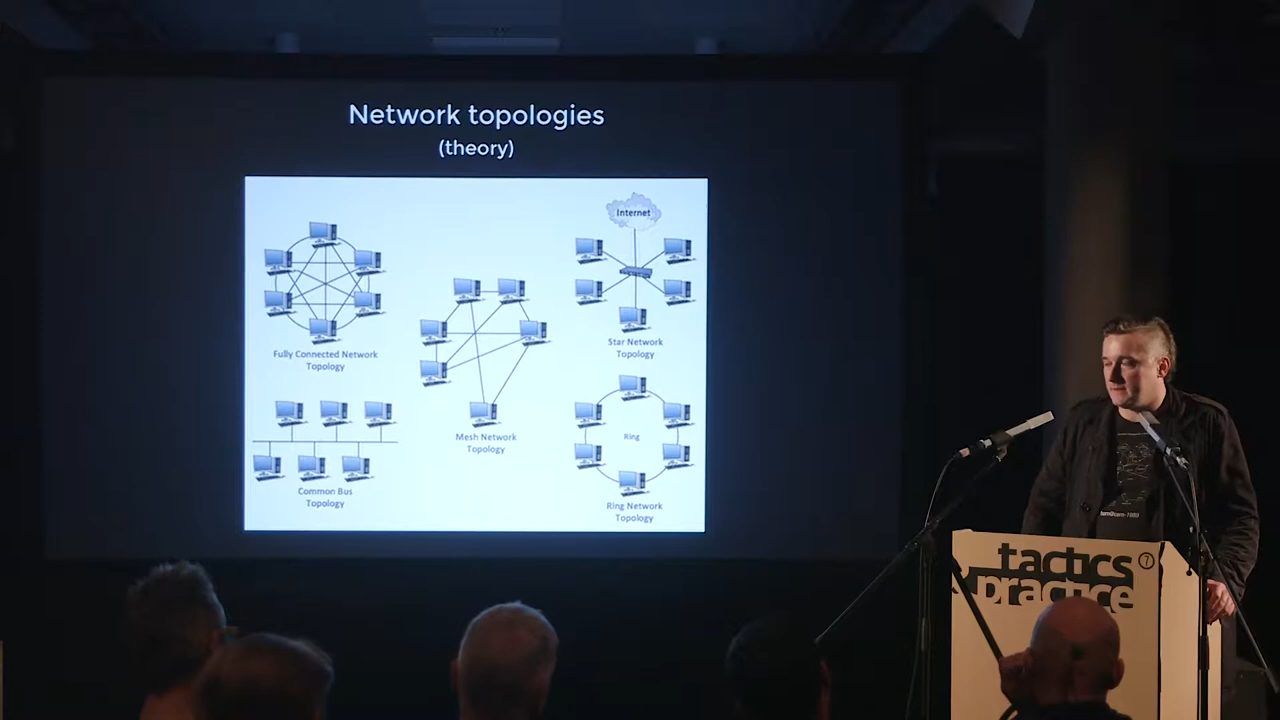 Network topologies
(theory)
Internet
Fully Connected Network
Topology
Star Network
Topology
Mesh Network
Topology
Ring
Common Bus
Topology
Ring Network
Topology
tactics
& practice
7